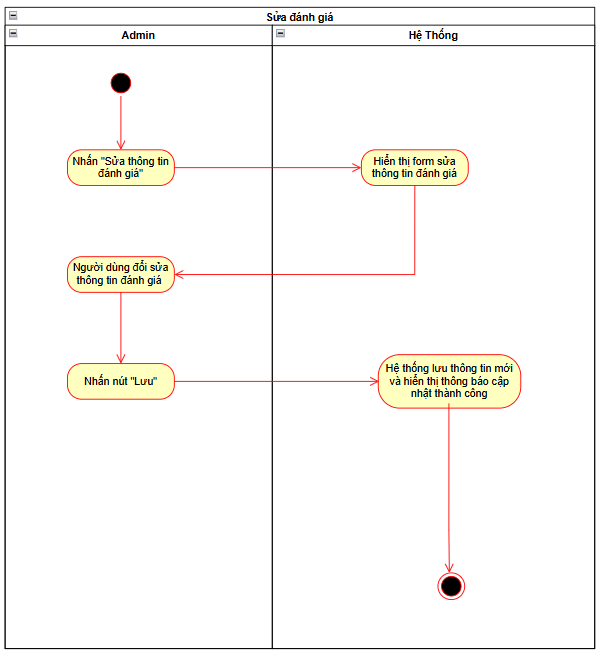 Sửa đánh giá
Admin
Hệ Thống
Nhấn "Sửa thông tin
đánh giá"
Hiển thị form sửa
thông tin đánh giá
Người dùng đổi sửa
thông tin đánh giá
Nhấn nút "Lưu"
Hệ thống lưu thông tin mới
và hiển thị thông báo cập
nhật thành công